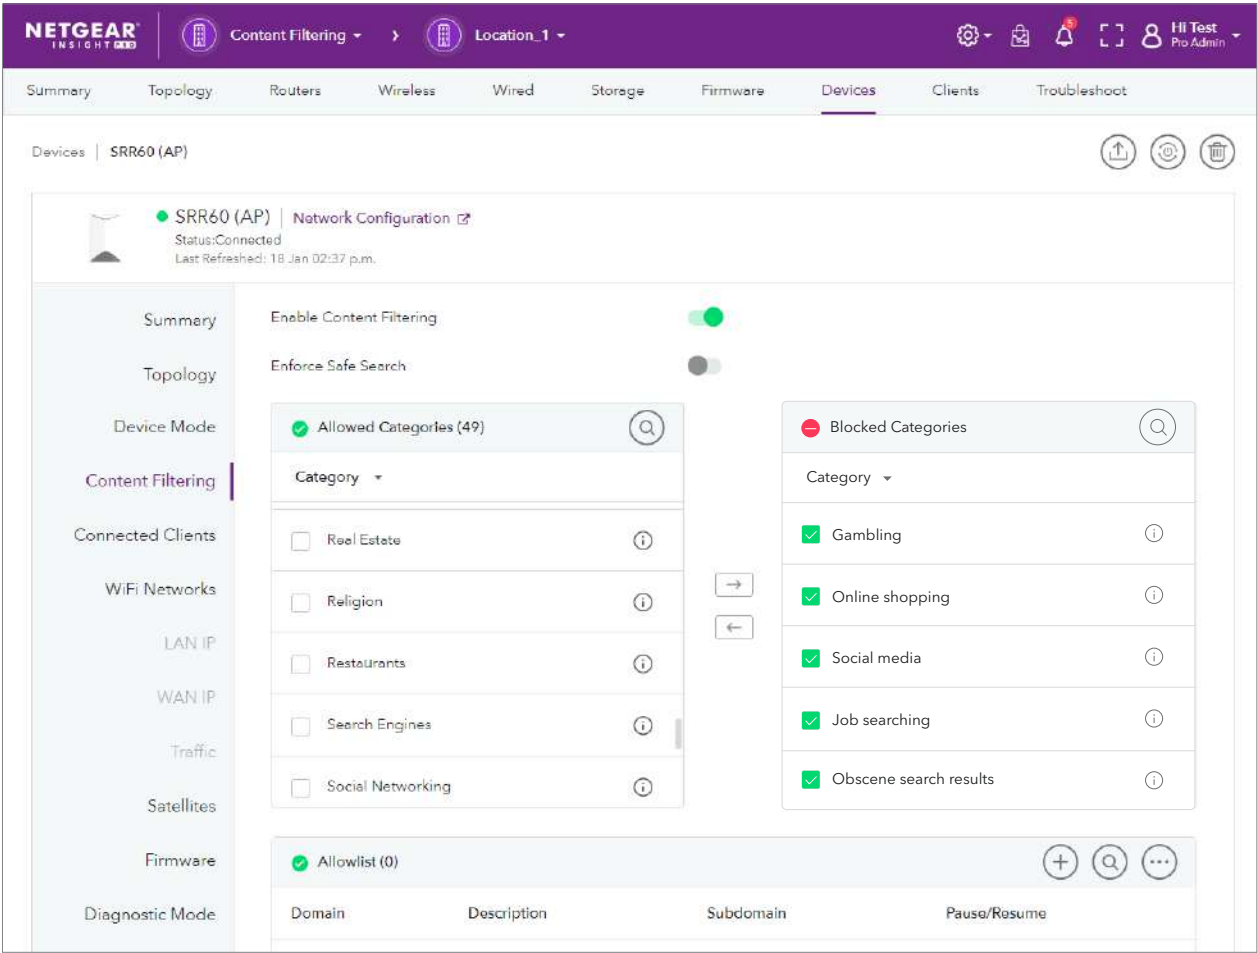 NETGEAR
INSIGHT PRO
Content Filtering
Location_1
5
Hi Test
Pro Admin
Summary Topology Routers Wireless Wired Storage Firmware Devices Clients Troubleshoot
Devices | SRR60 (AP)
SRR60 (AP) | Network Configuration
Status:Connected
Last Refreshed: 18 Jan 02:37 p.m.
Summary
Topology
Device Mode
Content Filtering
Connected Clients
WiFi Networks
LAN IP
WAN IP
Traffic
Satellites
Firmware
Diagnostic Mode
Enable Content Filtering
Enforce Safe Search
Allowed Categories (49)
Category
Real Estate
Religion
Restaurants
Search Engines
Social Networking
Blocked Categories
Category
Gambling
Online shopping
Social media
Job searching
Obscene search results
Allowlist (0)
Domain Description Subdomain Pause/Resume